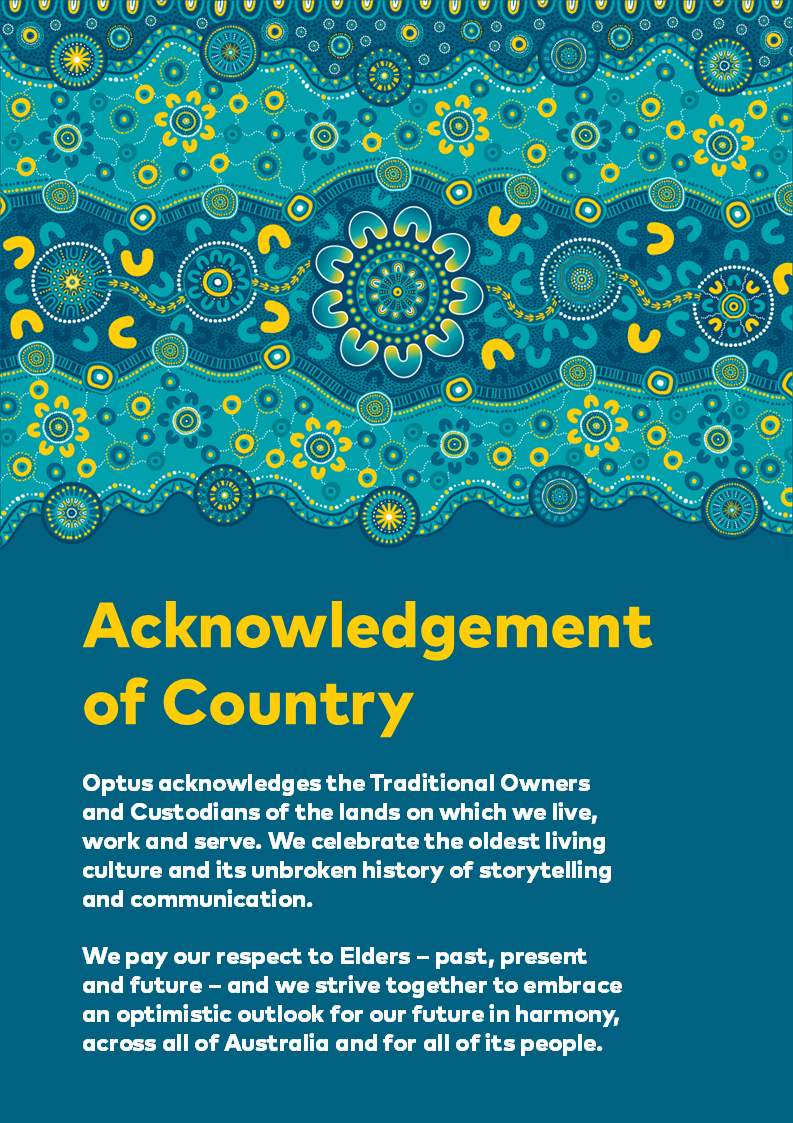 Acknowledgement
of Country
Optus acknowledges the Traditional Owners
and Custodians of the lands on which we live,
work and serve. We celebrate the oldest living
culture and its unbroken history of storytelling
and communication.
We pay our respect to Elders – past, present
and future – and we strive together to embrace
an optimistic outlook for our future in harmony,
across all of Australia and for all of its people.